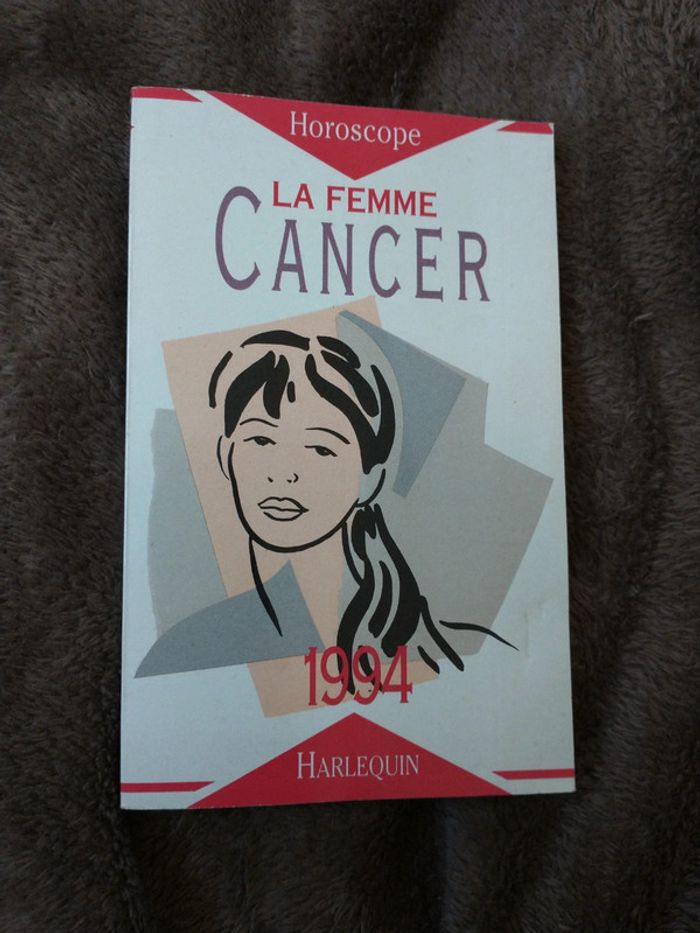 Horoscope
LA FEMME
CANCER
1994
HARLEQUIN